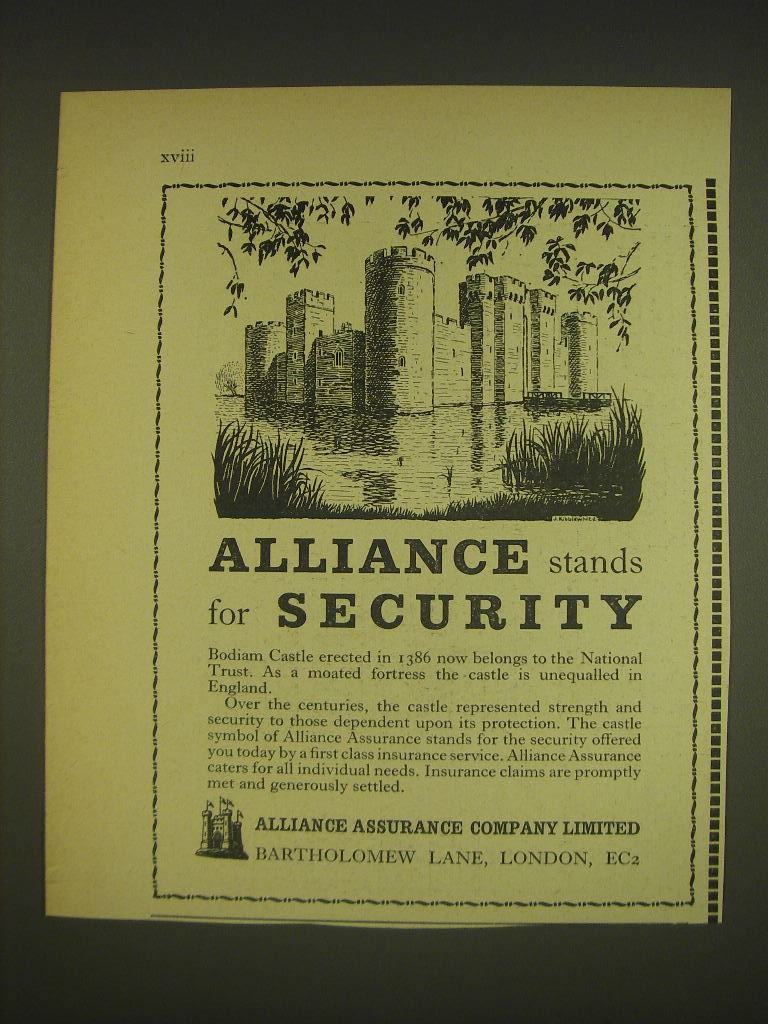 xviii
ALLIANCE stands
for SECURITY
Bodiam Castle erected in 1386 now belongs to the National
Trust. As a moated fortress the castle is unequalled in
England.
Over the centuries, the castle represented strength and
security to those dependent upon its protection. The castle
symbol of Alliance Assurance stands for the security offered
you today by a first class insurance service. Alliance Assurance
caters for all individual needs. Insurance claims are promptly
met and generously settled.
ALLIANCE ASSURANCE COMPANY LIMITED
BARTHOLOMEW LANE, LONDON, EC2